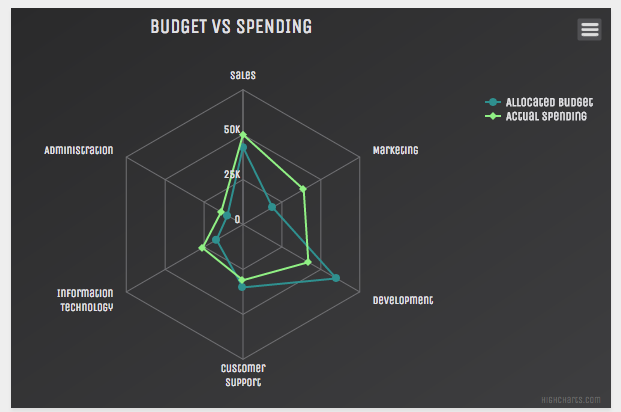 BUDGET VS SPENDING
Sales
50K
Administration
Marketing
25K
0
Information
Technology
Development
Customer
Support
Allocated Budget
Actual Spending
Highcharts.com